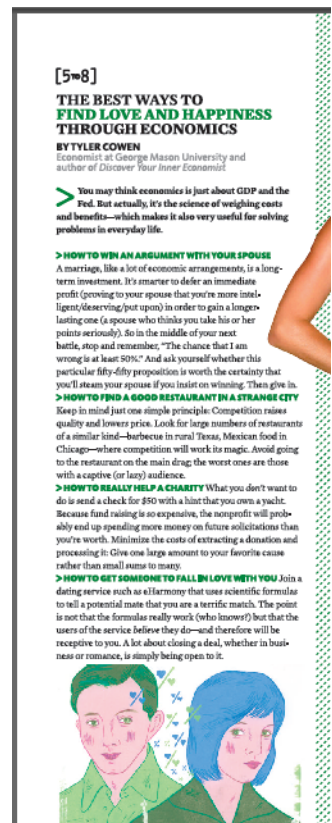 [5TO8]
THE BEST WAYS TO
FIND LOVE AND HAPPINESS
THROUGH ECONOMICS
BY TYLER COWEN
Economist at George Mason University and
author of Discover Your Inner Economist
> You may think economics is just about GDP and the
Fed. But actually, it's the science of weighing costs
and benefits—which makes it also very useful for solving
problems in everyday life.
>HOW TO WIN AN ARGUMENT WITH YOUR SPOUSE
A marriage, like a lot of economic arrangements, is a long-
term investment. It's smarter to defer an immediate
profit (proving to your spouse that you're more intel-
ligent/deserving/put upon) in order to gain a longer-
lasting one (a spouse who thinks you take his or her
points seriously). So in the middle of your next
battle, stop and remember, "The chance that I am
wrong is at least 50%." And ask yourself whether this
particular fifty-fifty proposition is worth the certainty that
you'll steam your spouse if you insist on winning. Then give in.
>HOW TO FIND A GOOD RESTAURANT IN A STRANGE CITY
Keep in mind just one simple principle: Competition raises
quality and lowers price. Look for large numbers of restaurants
of a similar kind—barbecue in rural Texas, Mexican food in
Chicago—where competition will work its magic. Avoid going
to the restaurant on the main drag; the worst ones are those
with a captive (or lazy) audience.
>HOW TO REALLY HELP A CHARITY What you don't want to
do is send a check for $50 with a hint that you own a yacht.
Because fund raising is so expensive, the nonprofit will prob-
ably end up spending more money on future solicitations than
you're worth. Minimize the costs of extracting a donation and
processing it: Give one large amount to your favorite cause
rather than small sums to many.
>HOW TO GET SOMEONE TO FALL IN LOVE WITH YOU Join a
dating service such as eHarmony that uses scientific formulas
to tell a potential mate that you are a terrific match. The point
is not that the formulas really work (who knows?) but that the
users of the service believe they do—and therefore will be
receptive to you. A lot about closing a deal, whether in busi-
ness or romance, is simply being open to it.